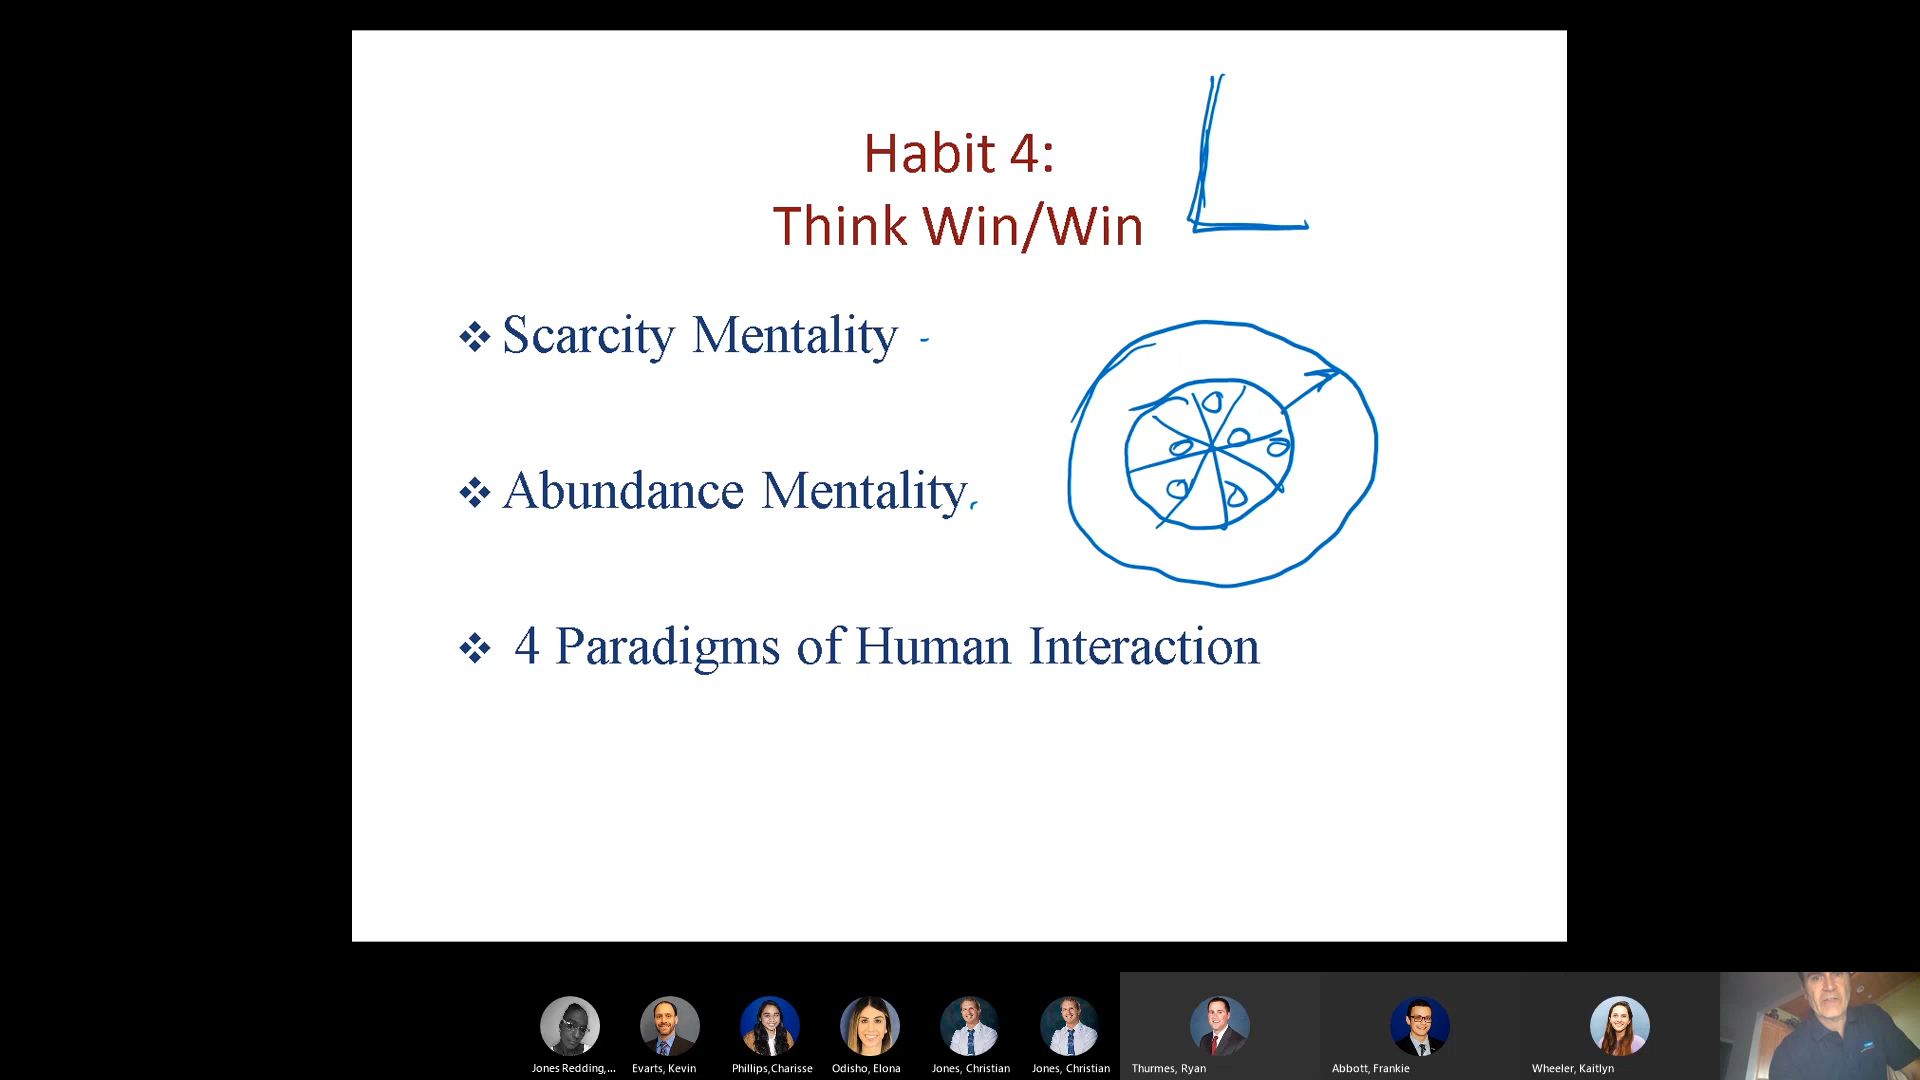 Habit 4:
Think Win/Win
L
❖ Scarcity Mentality -
❖ Abundance Mentality
❖ 4 Paradigms of Human Interaction
Jones Redding,...
Evarts, Kevin
Phillips,Charisse
Odisho, Elona
Jones, Christian
Jones, Christian
Thurmes, Ryan
Abbott, Frankie
Wheeler, Kaitlyn